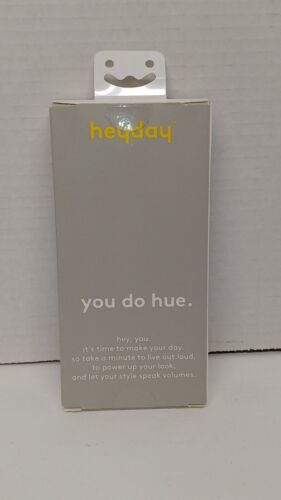 heyday
you do hue.
hey, you.
it's time to make your day.
so take a minute to live out loud,
to power up your look,
and let your style speak volumes.